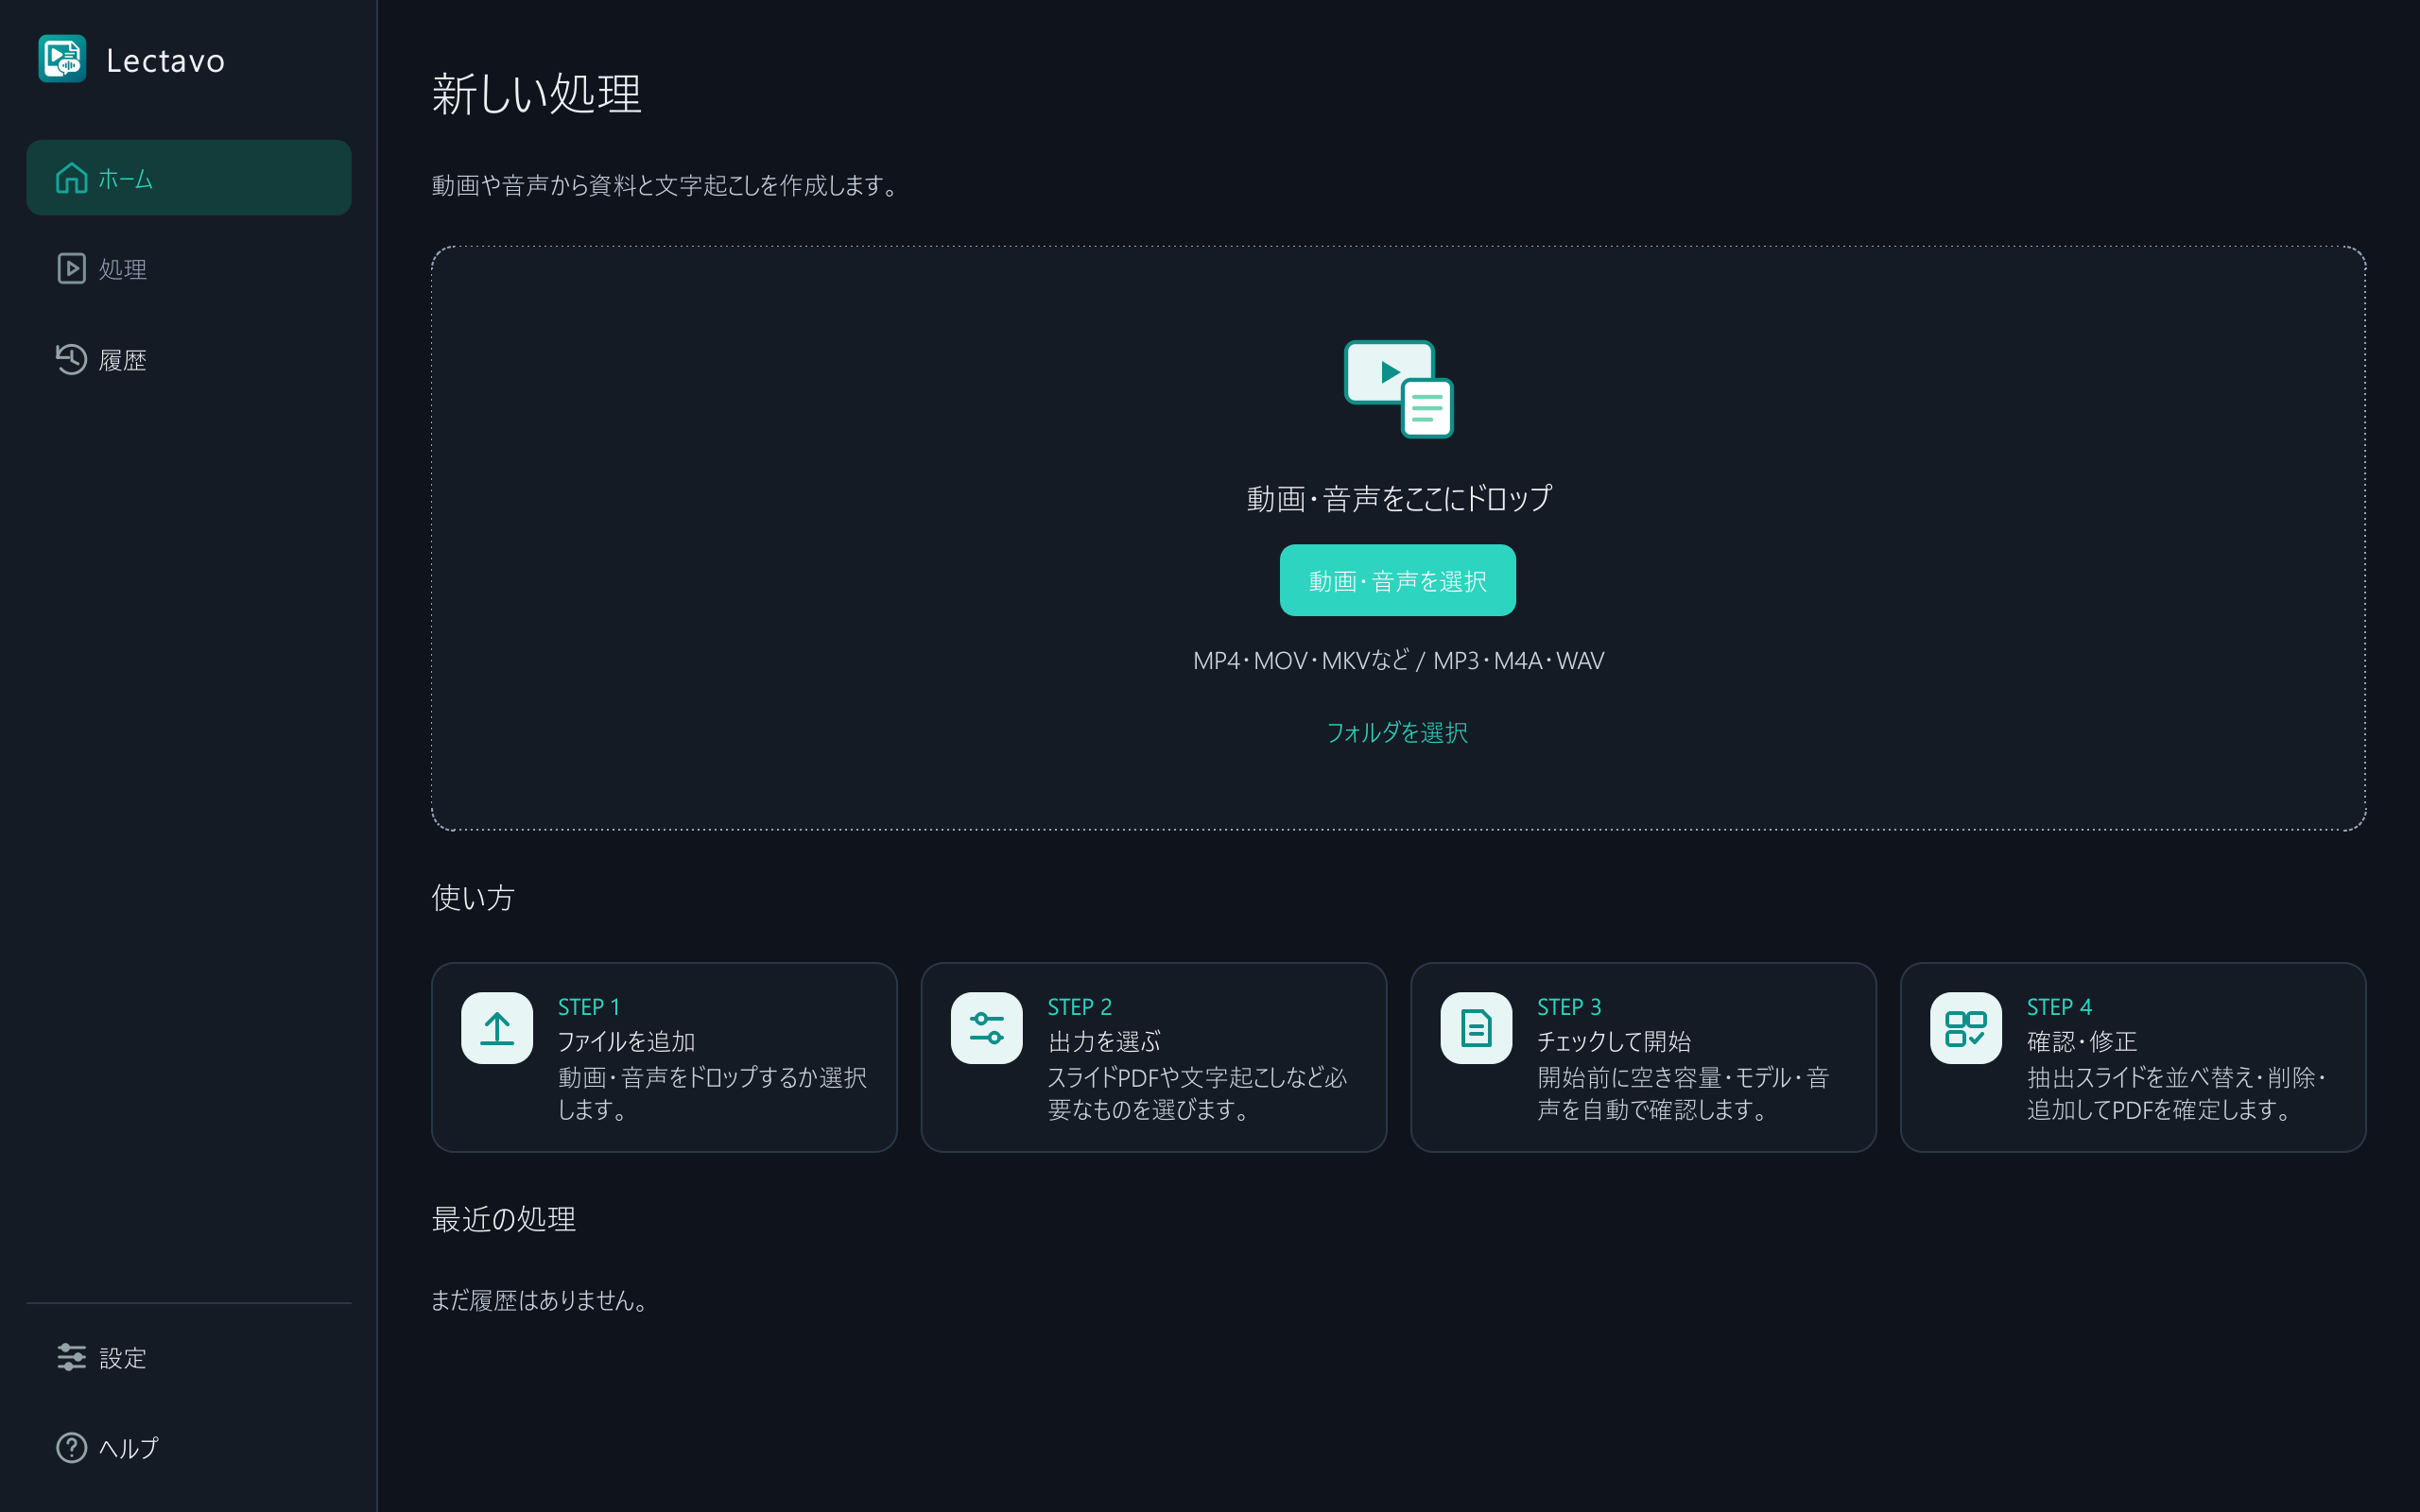 Lectavo
ホーム
処理
履歴
設定
ヘルプ
新しい処理
動画や音声から資料と文字起こしを作成します。
動画・音声をここにドロップ
動画・音声を選択
MP4・MOV・MKVなど / MP3・M4A・WAV
フォルダを選択
使い方
STEP 1
ファイルを追加
動画・音声をドロップするか選択
します。
STEP 2
出力を選ぶ
スライドPDFや文字起こしなど必
要なものを選びます。
STEP 3
チェックして開始
開始前に空き容量・モデル・音
声を自動で確認します。
STEP 4
確認・修正
抽出スライドを並べ替え・削除・
追加してPDFを確定します。
最近の処理
まだ履歴はありません。